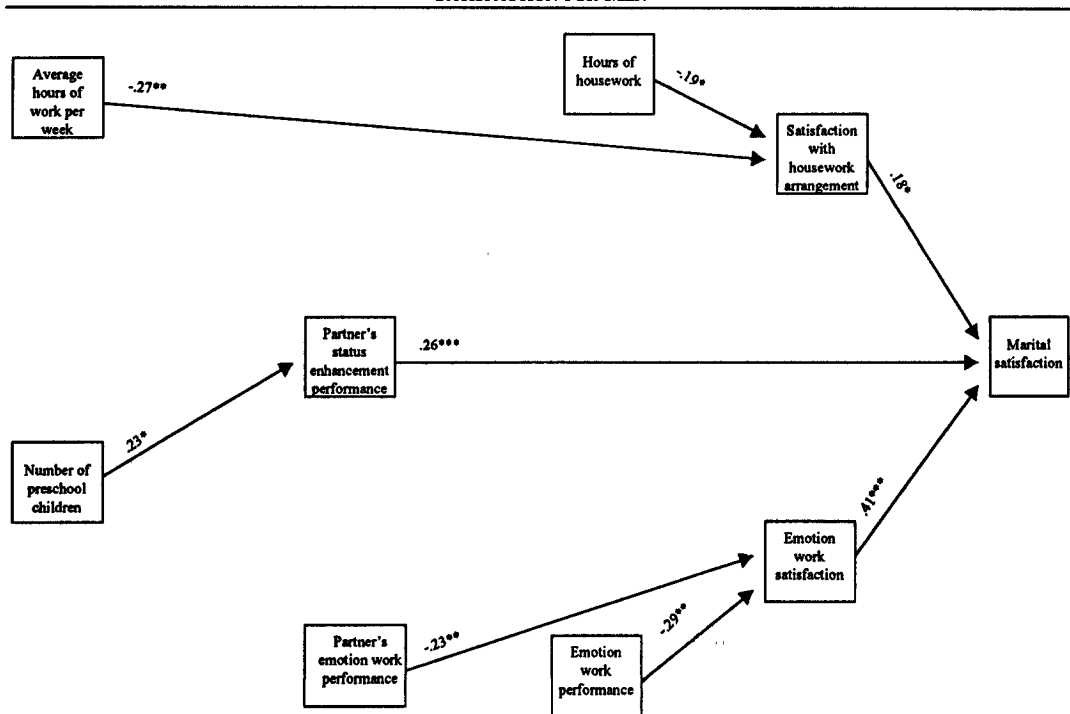 Average
hours of
work per
week
-.27**
Hours of
housework
-.19*
Satisfaction
with
housework
arrangement
.18*
Partner's
status
enhancement
performance
.26***
Marital
satisfaction
.23*
Number of
preschool
children
.41***
Emotion
work
satisfaction
Partner's
emotion work
performance
-.23**
-.29**
Emotion
work
performance